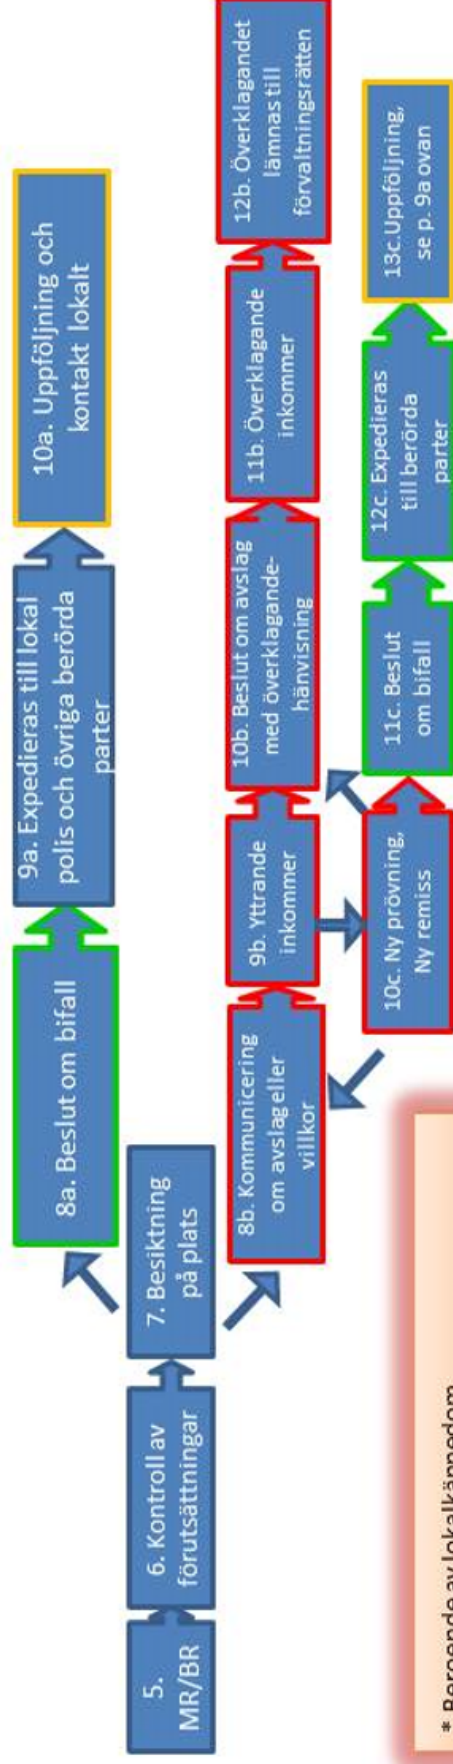 5.
MR/BR
6. Kontroll av
förutsättningar
7. Besiktning
på plats
8a. Beslut om bifall
9a. Expedieras till lokal
polis och övriga berörda
parter
10a. Uppföljning och
kontakt lokalt
8b. Kommunicering
om avslag eller
villkor
9b. Yttrande
inkommer
10b. Beslut om avslag
med överklagande-
hänvisning
11b. Överklagande
inkommer
12b. Överklagandet
lämnas till
förvaltningsrätten
10c. Ny prövning,
Ny remiss
11c. Beslut
om bifall
12c. Expedieras
till berörda
parter
13c.Uppföljning,
se p. 9a ovan
* Beroende av lokalkännedom